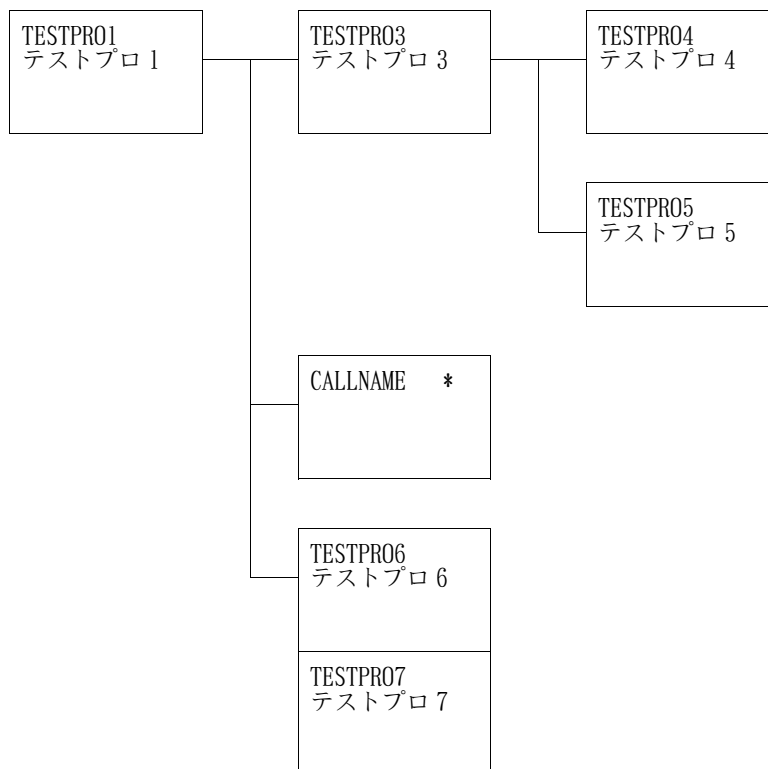 TESTPRO1
テストプロ 1
TESTPRO3
テストプロ 3
TESTPRO4
テストプロ 4
TESTPRO5
テストプロ 5
CALLNAME *
TESTPRO6
テストプロ 6
TESTPRO7
テストプロ 7